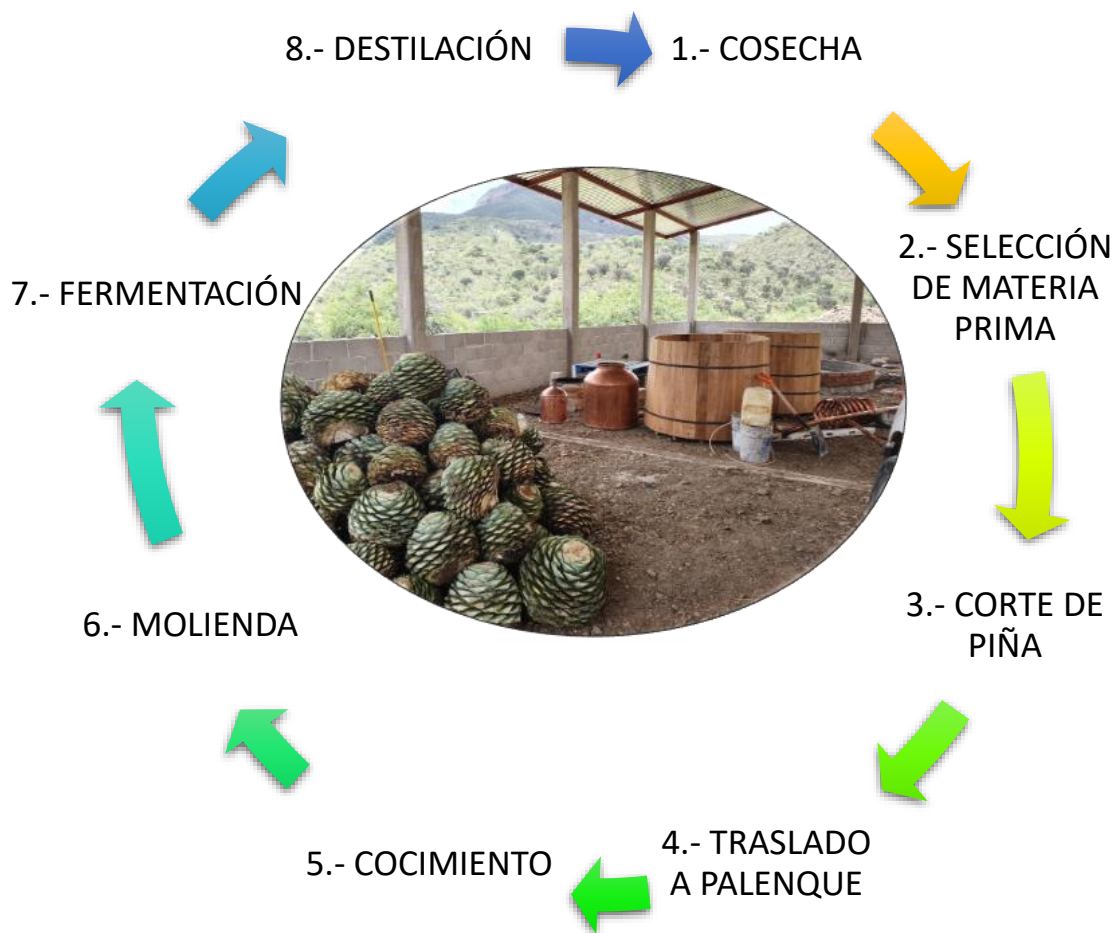 1.- COSECHA
2.- SELECCIÓN
DE MATERIA
PRIMA
3.- CORTE DE
PIÑA
4.- TRASLADO
A PALENQUE
5.- COCIMIENTO
6.- MOLIENDA
7.- FERMENTACIÓN
8.- DESTILACIÓN